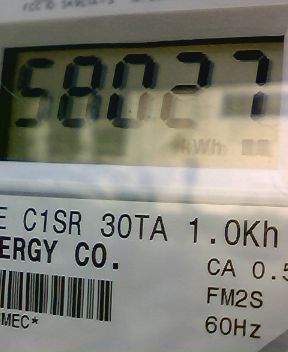 58027
kWh
E C1SR 30TA 1.0Kh
ERGY CO.
CA 0.5
FM2S
MEC*
60Hz